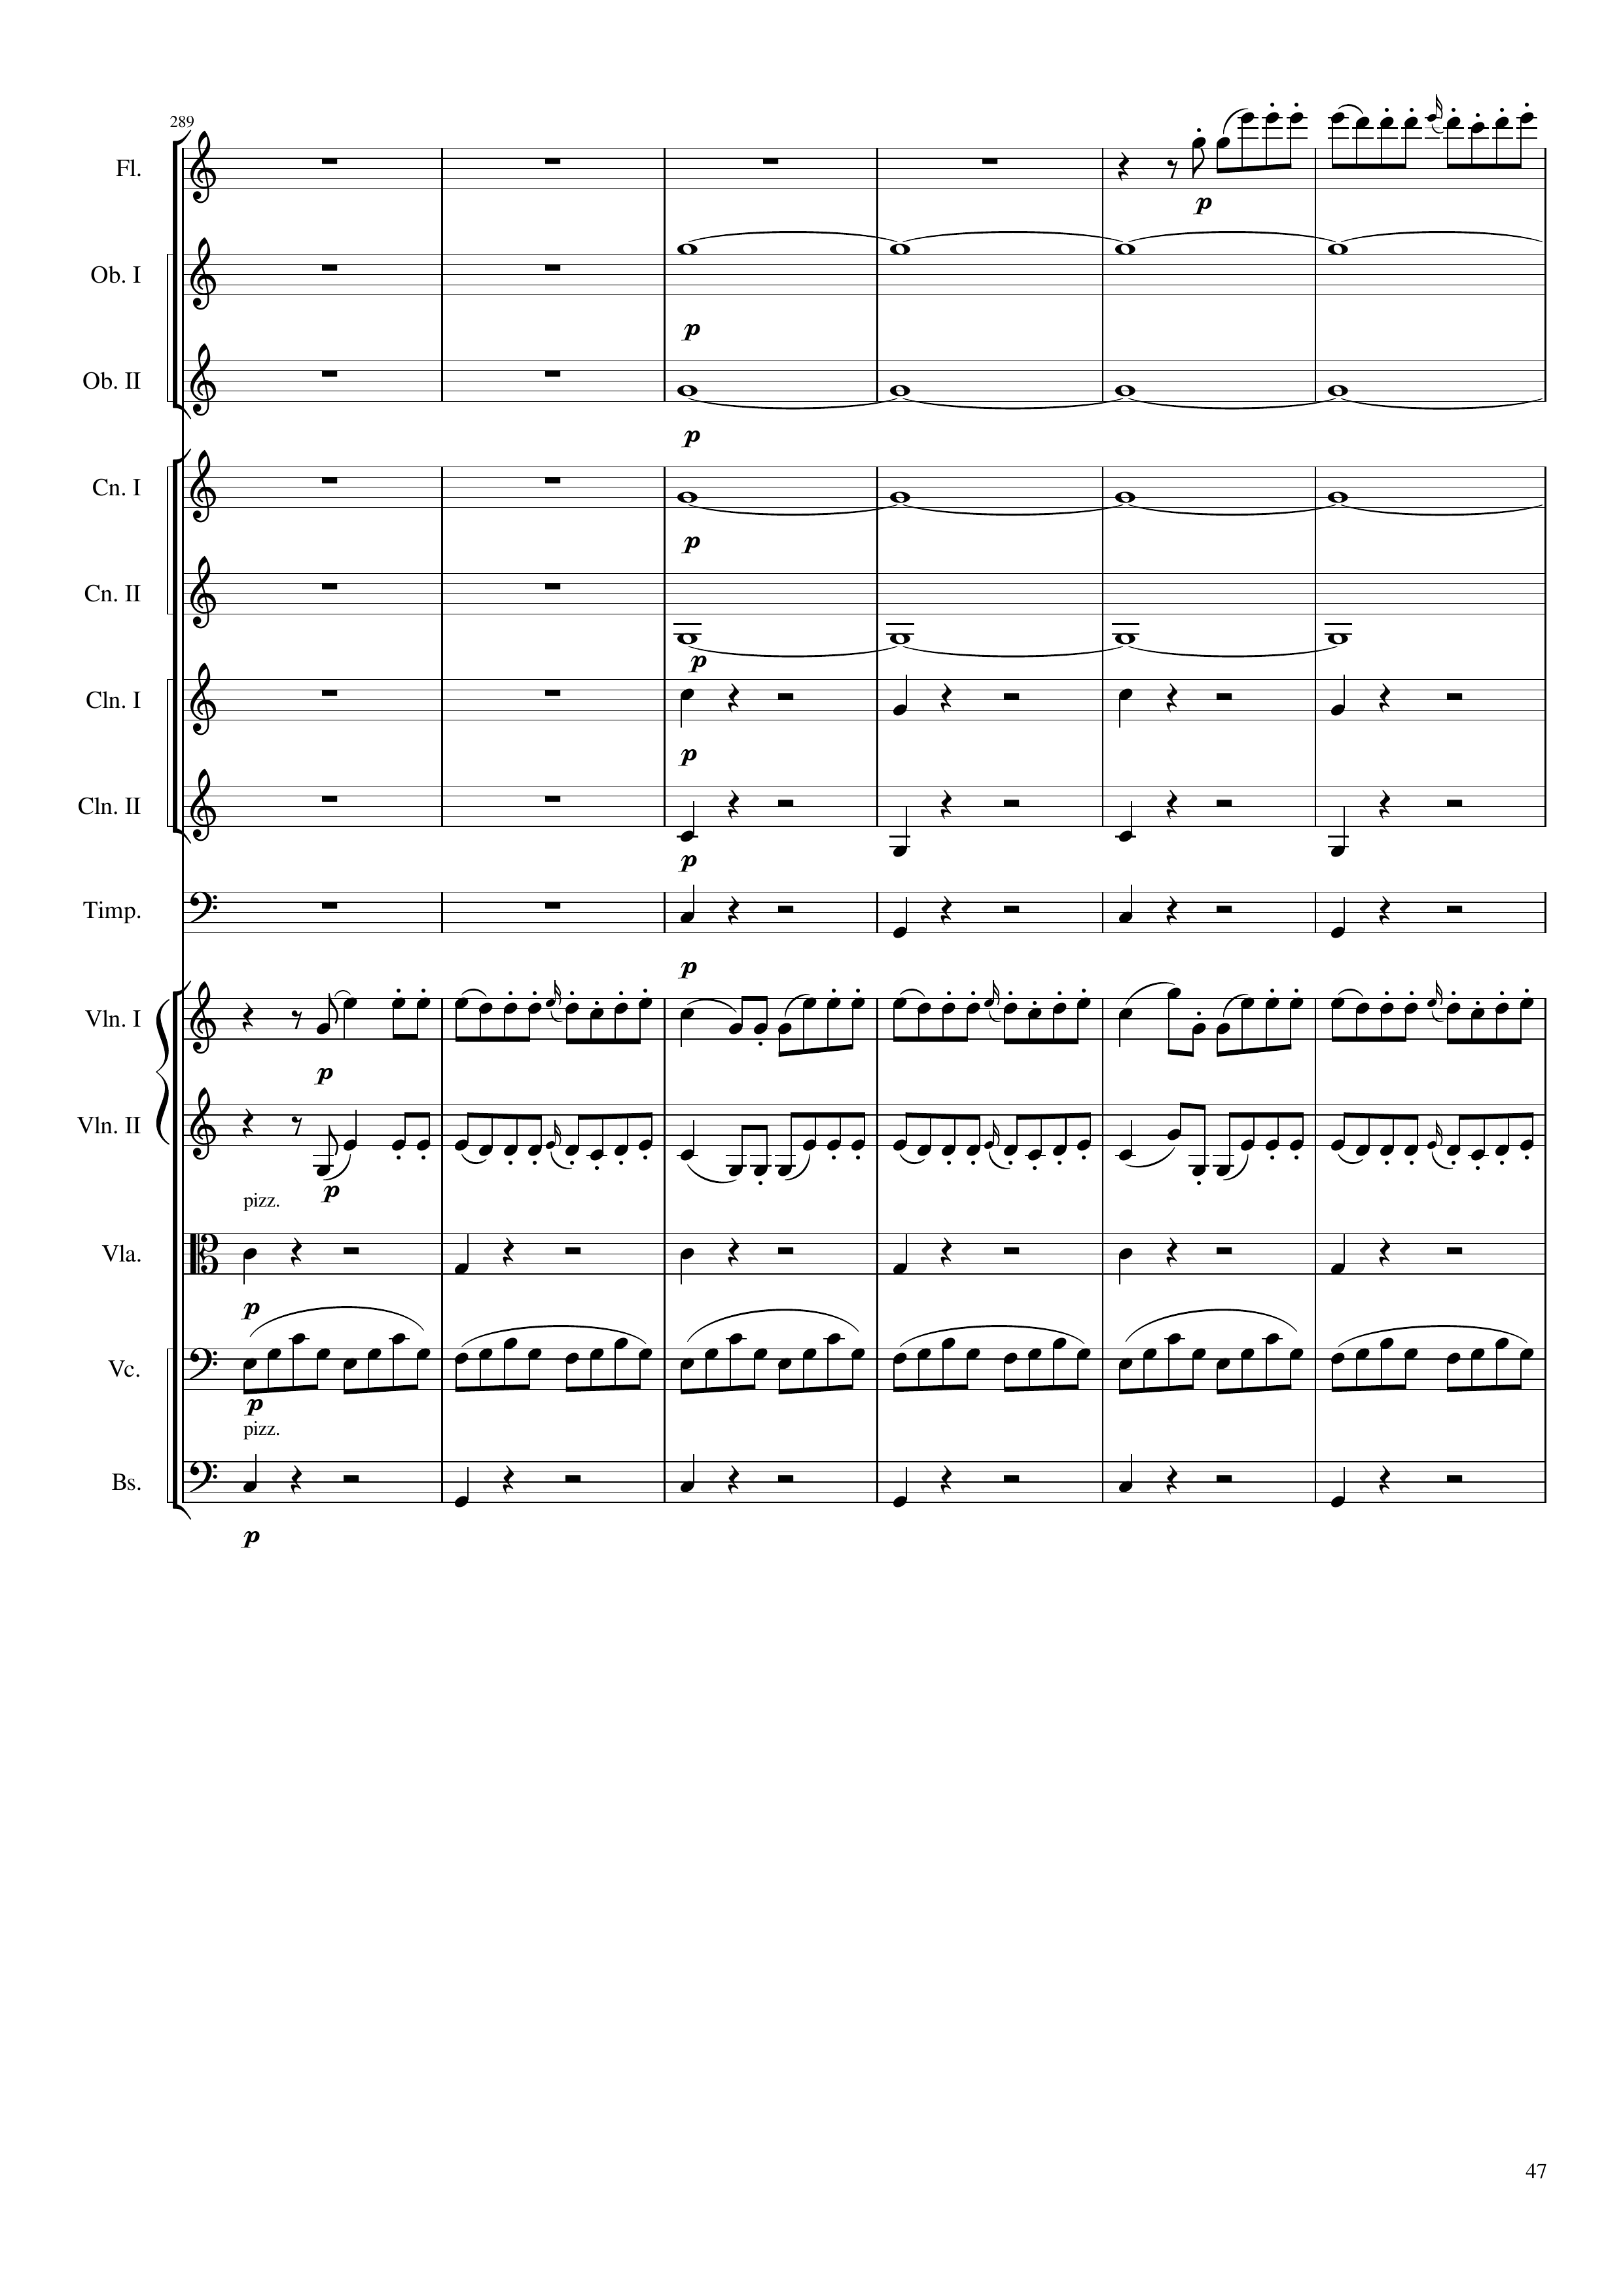 289
Fl.
p
Ob. I
p
Ob. II
p
Cn. I
p
Cn. II
p
Cln. I
p
Cln. II
p
Timp.
p
Vln. I
p
Vln. II
p
pizz.
Vla.
p
Vc.
p
pizz.
Bs.
p
47